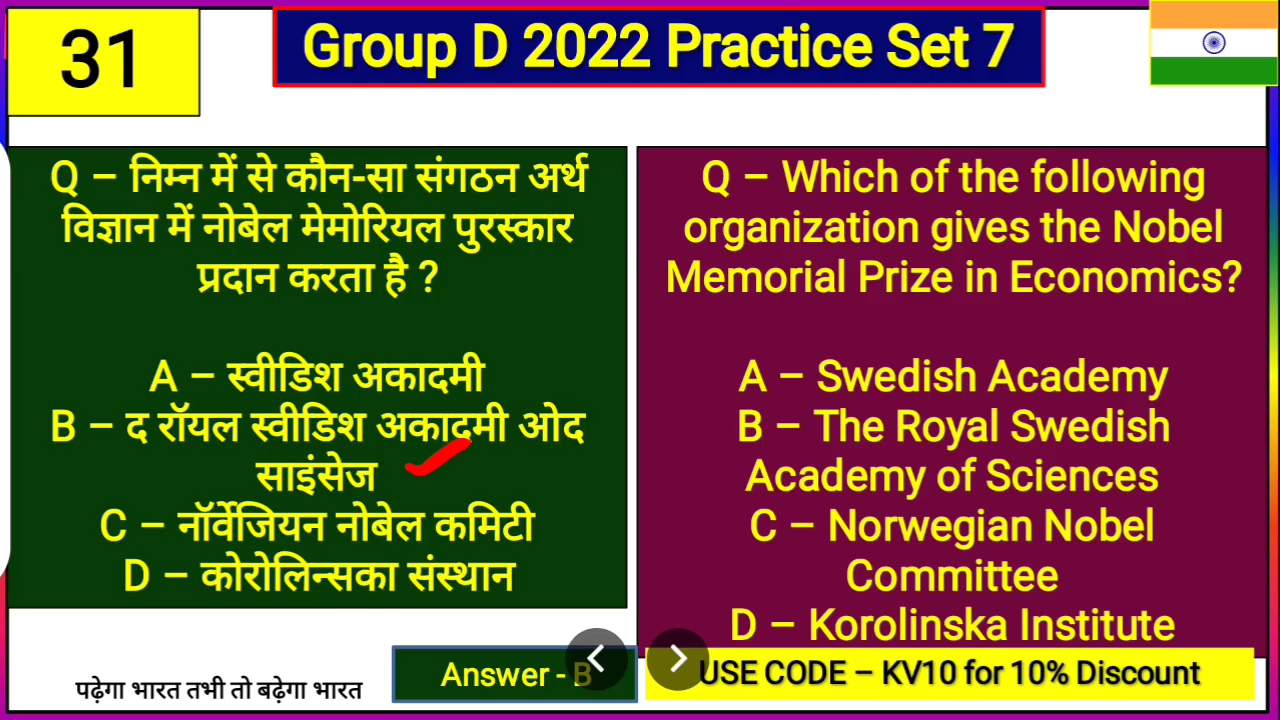 31
Group D 2022 Practice Set 7
Q – निम्न में से कौन-सा संगठन अर्थ
विज्ञान में नोबेल मेमोरियल पुरस्कार
प्रदान करता है ?
A – स्वीडिश अकादमी
B – द रॉयल स्वीडिश अकादमी ओद
साइंसेज
C – नॉर्वेजियन नोबेल कमिटी
D – कोरोलिन्सका संस्थान
Q – Which of the following
organization gives the Nobel
Memorial Prize in Economics?
A – Swedish Academy
B – The Royal Swedish
Academy of Sciences
C – Norwegian Nobel
Committee
D – Korolinska Institute
पढ़ेगा भारत तभी तो बढ़ेगा भारत
Answer - B
USE CODE – KV10 for 10% Discount